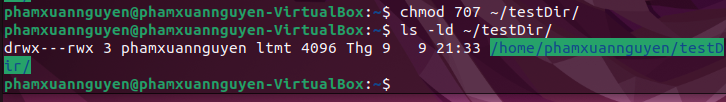 phamxuannguyen@phamxuannguyen-VirtualBox:~$ chmod 707 ~/testDir/
phamxuannguyen@phamxuannguyen-VirtualBox:~$ ls -ld ~/testDir/
drwx---rwx 3 phamxuannguyen ltmt 4096 Thg 9   9 21:33 /home/phamxuannguyen/testD
ir/
phamxuannguyen@phamxuannguyen-VirtualBox:~$